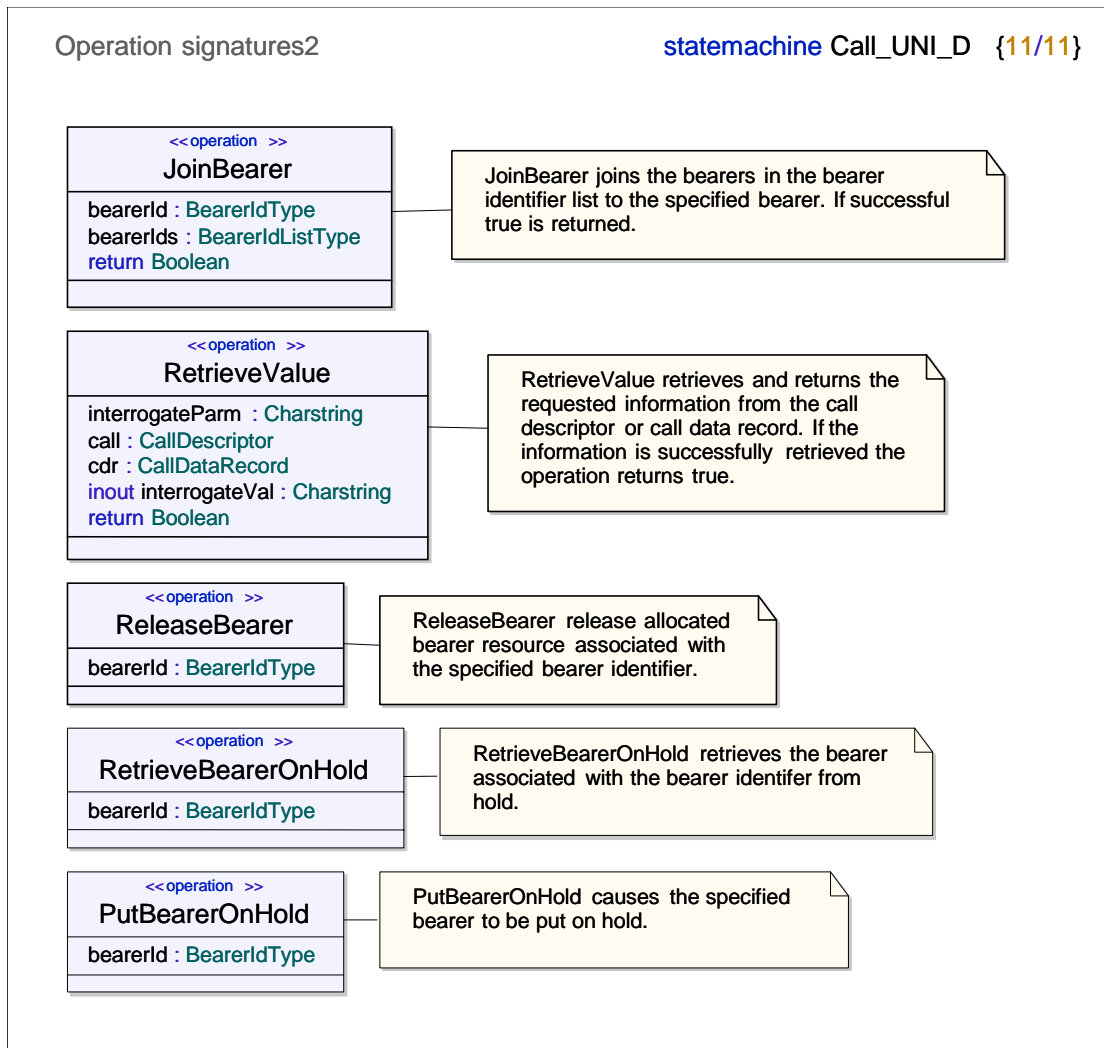 Operation signatures2
statemachine Call_UNI_D {11/11}
<<operation >>
JoinBearer
bearerId : BearerIdType
bearerIds : BearerIdListType
return Boolean
JoinBearer joins the bearers in the bearer
identifier list to the specified bearer. If successful
true is returned.
<<operation >>
RetrieveValue
interrogateParm : Charstring
call : CallDescriptor
cdr : CallDataRecord
inout interrogateVal : Charstring
return Boolean
RetrieveValue retrieves and returns the
requested information from the call
descriptor or call data record. If the
information is successfully retrieved the
operation returns true.
<<operation >>
ReleaseBearer
bearerId : BearerIdType
ReleaseBearer release allocated
bearer resource associated with
the specified bearer identifier.
<<operation >>
RetrieveBearerOnHold
bearerId : BearerIdType
RetrieveBearerOnHold retrieves the bearer
associated with the bearer identifer from
hold.
<<operation >>
PutBearerOnHold
bearerId : BearerIdType
PutBearerOnHold causes the specified
bearer to be put on hold.